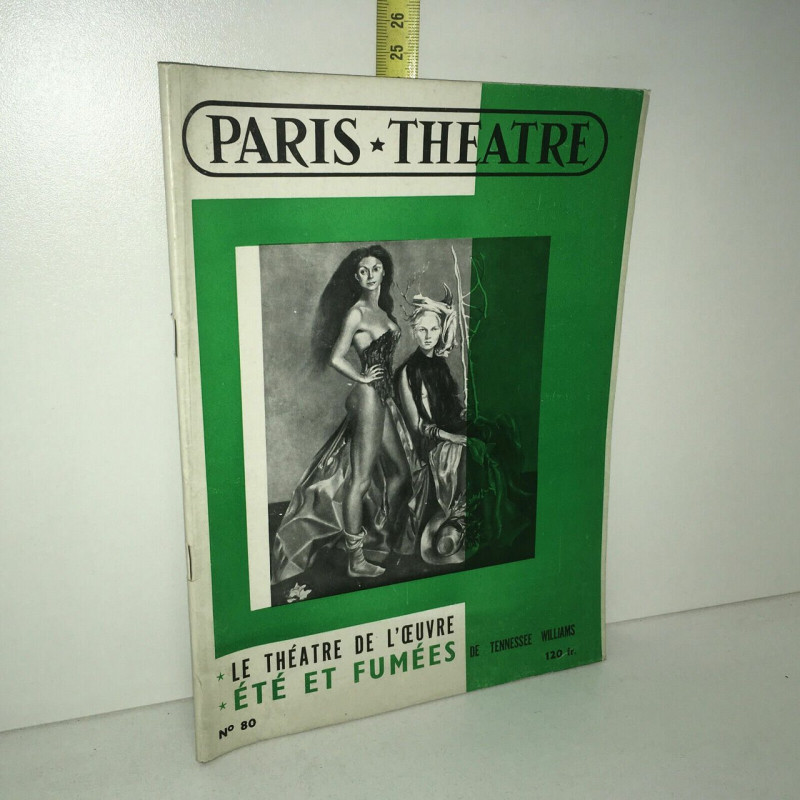 26
25
PARIS ★ THEATRE
★ LE THÉATRE DE L'ŒUVRE
★ ÉTÉ ET FUMÉES DE TENNESSEE WILLIAMS
120 fr.
Nº 80